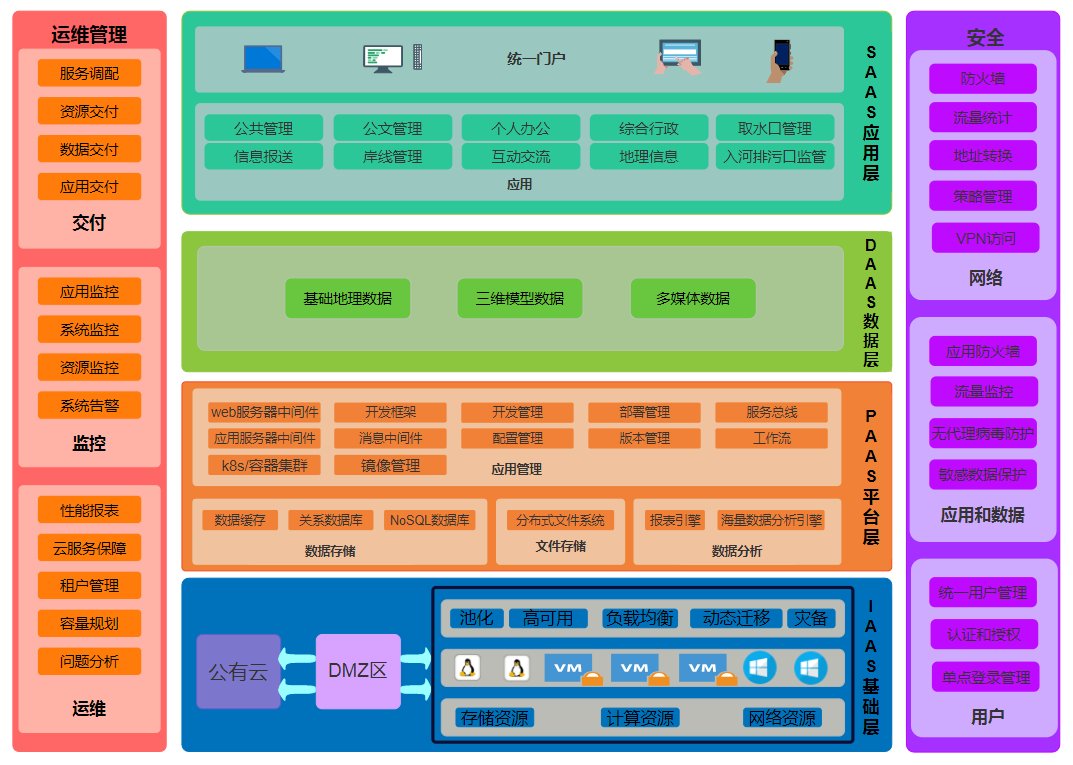 运维管理
服务调配
资源交付
数据交付
应用交付
交付
应用监控
系统监控
资源监控
系统告警
监控
性能报表
云服务保障
租户管理
容量规划
问题分析
运维
统一门户
公共管理
公文管理
个人办公
综合行政
取水口管理
信息报送
岸线管理
互动交流
地理信息
入河排污口监管
应用
SAAS应用层
基础地理数据
三维模型数据
多媒体数据
DAAS数据层
web服务器中间件
开发框架
开发管理
部署管理
服务总线
应用服务器中间件
消息中间件
配置管理
版本管理
工作流
k8s/容器集群
镜像管理
应用管理
数据缓存
关系数据库
NoSQL数据库
数据存储
分布式文件系统
文件存储
报表引擎
海量数据分析引擎
数据分析
PAAS平台层
公有云
DMZ区
池化
高可用
负载均衡
动态迁移
灾备
VM
VM
VM
存储资源
计算资源
网络资源
IAAS基础层
安全
防火墙
流量统计
地址转换
策略管理
VPN访问
网络
应用防火墙
流量监控
无代理病毒防护
敏感数据保护
应用和数据
统一用户管理
认证和授权
单点登录管理
用户